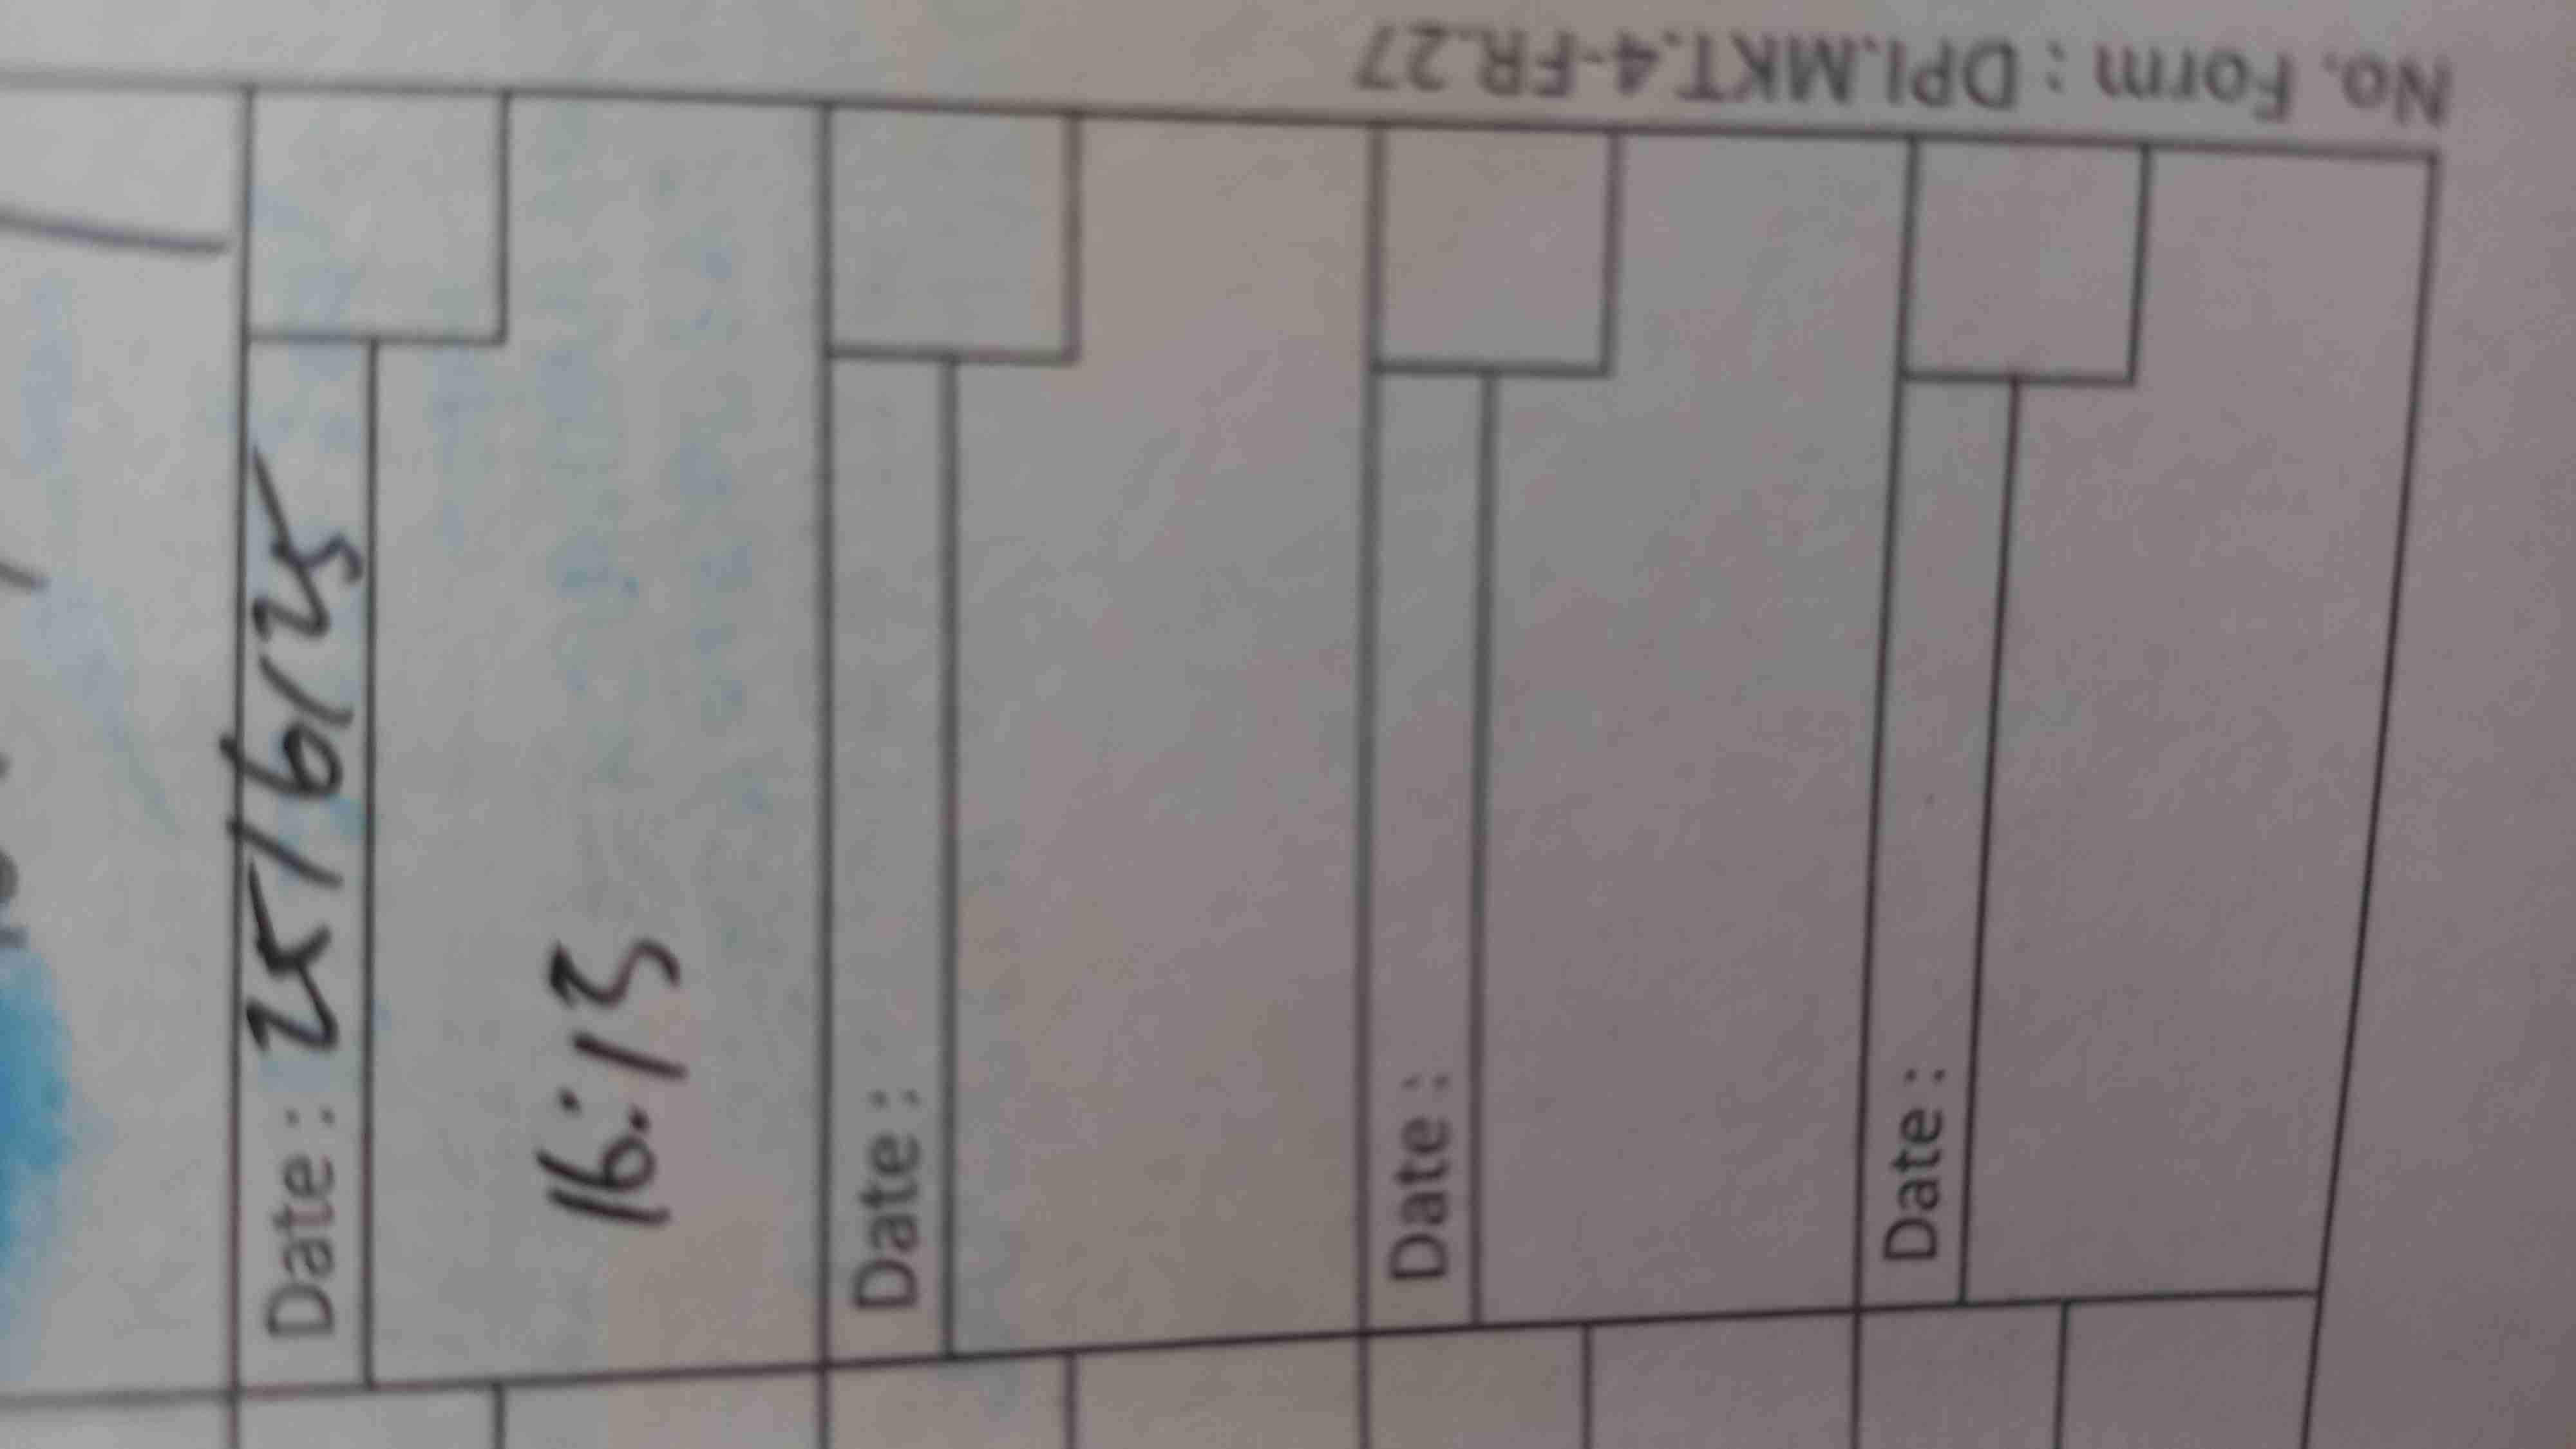 Date : 25/6/25
16:13
Date :
Date :
Date :
No. Form : DPI.MKT.4-FR.27